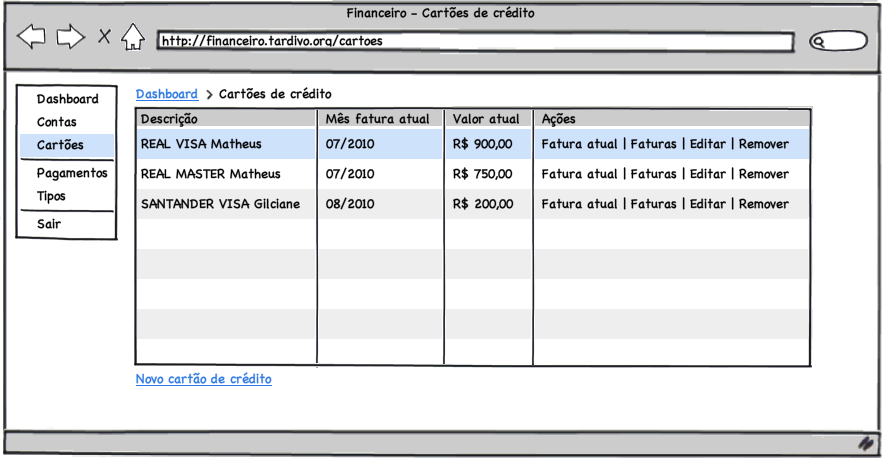 Financeiro - Cartões de crédito
http://financeiro.tardivo.org/cartoes
Dashboard
Contas
Cartões
Pagamentos
Tipos
Sair
Dashboard > Cartões de crédito
Descrição Mês fatura atual Valor atual Ações
REAL VISA Matheus 07/2010 R$ 900,00 Fatura atual | Faturas | Editar | Remover
REAL MASTER Matheus 07/2010 R$ 750,00 Fatura atual | Faturas | Editar | Remover
SANTANDER VISA Gilciane 08/2010 R$ 200,00 Fatura atual | Faturas | Editar | Remover
Novo cartão de crédito